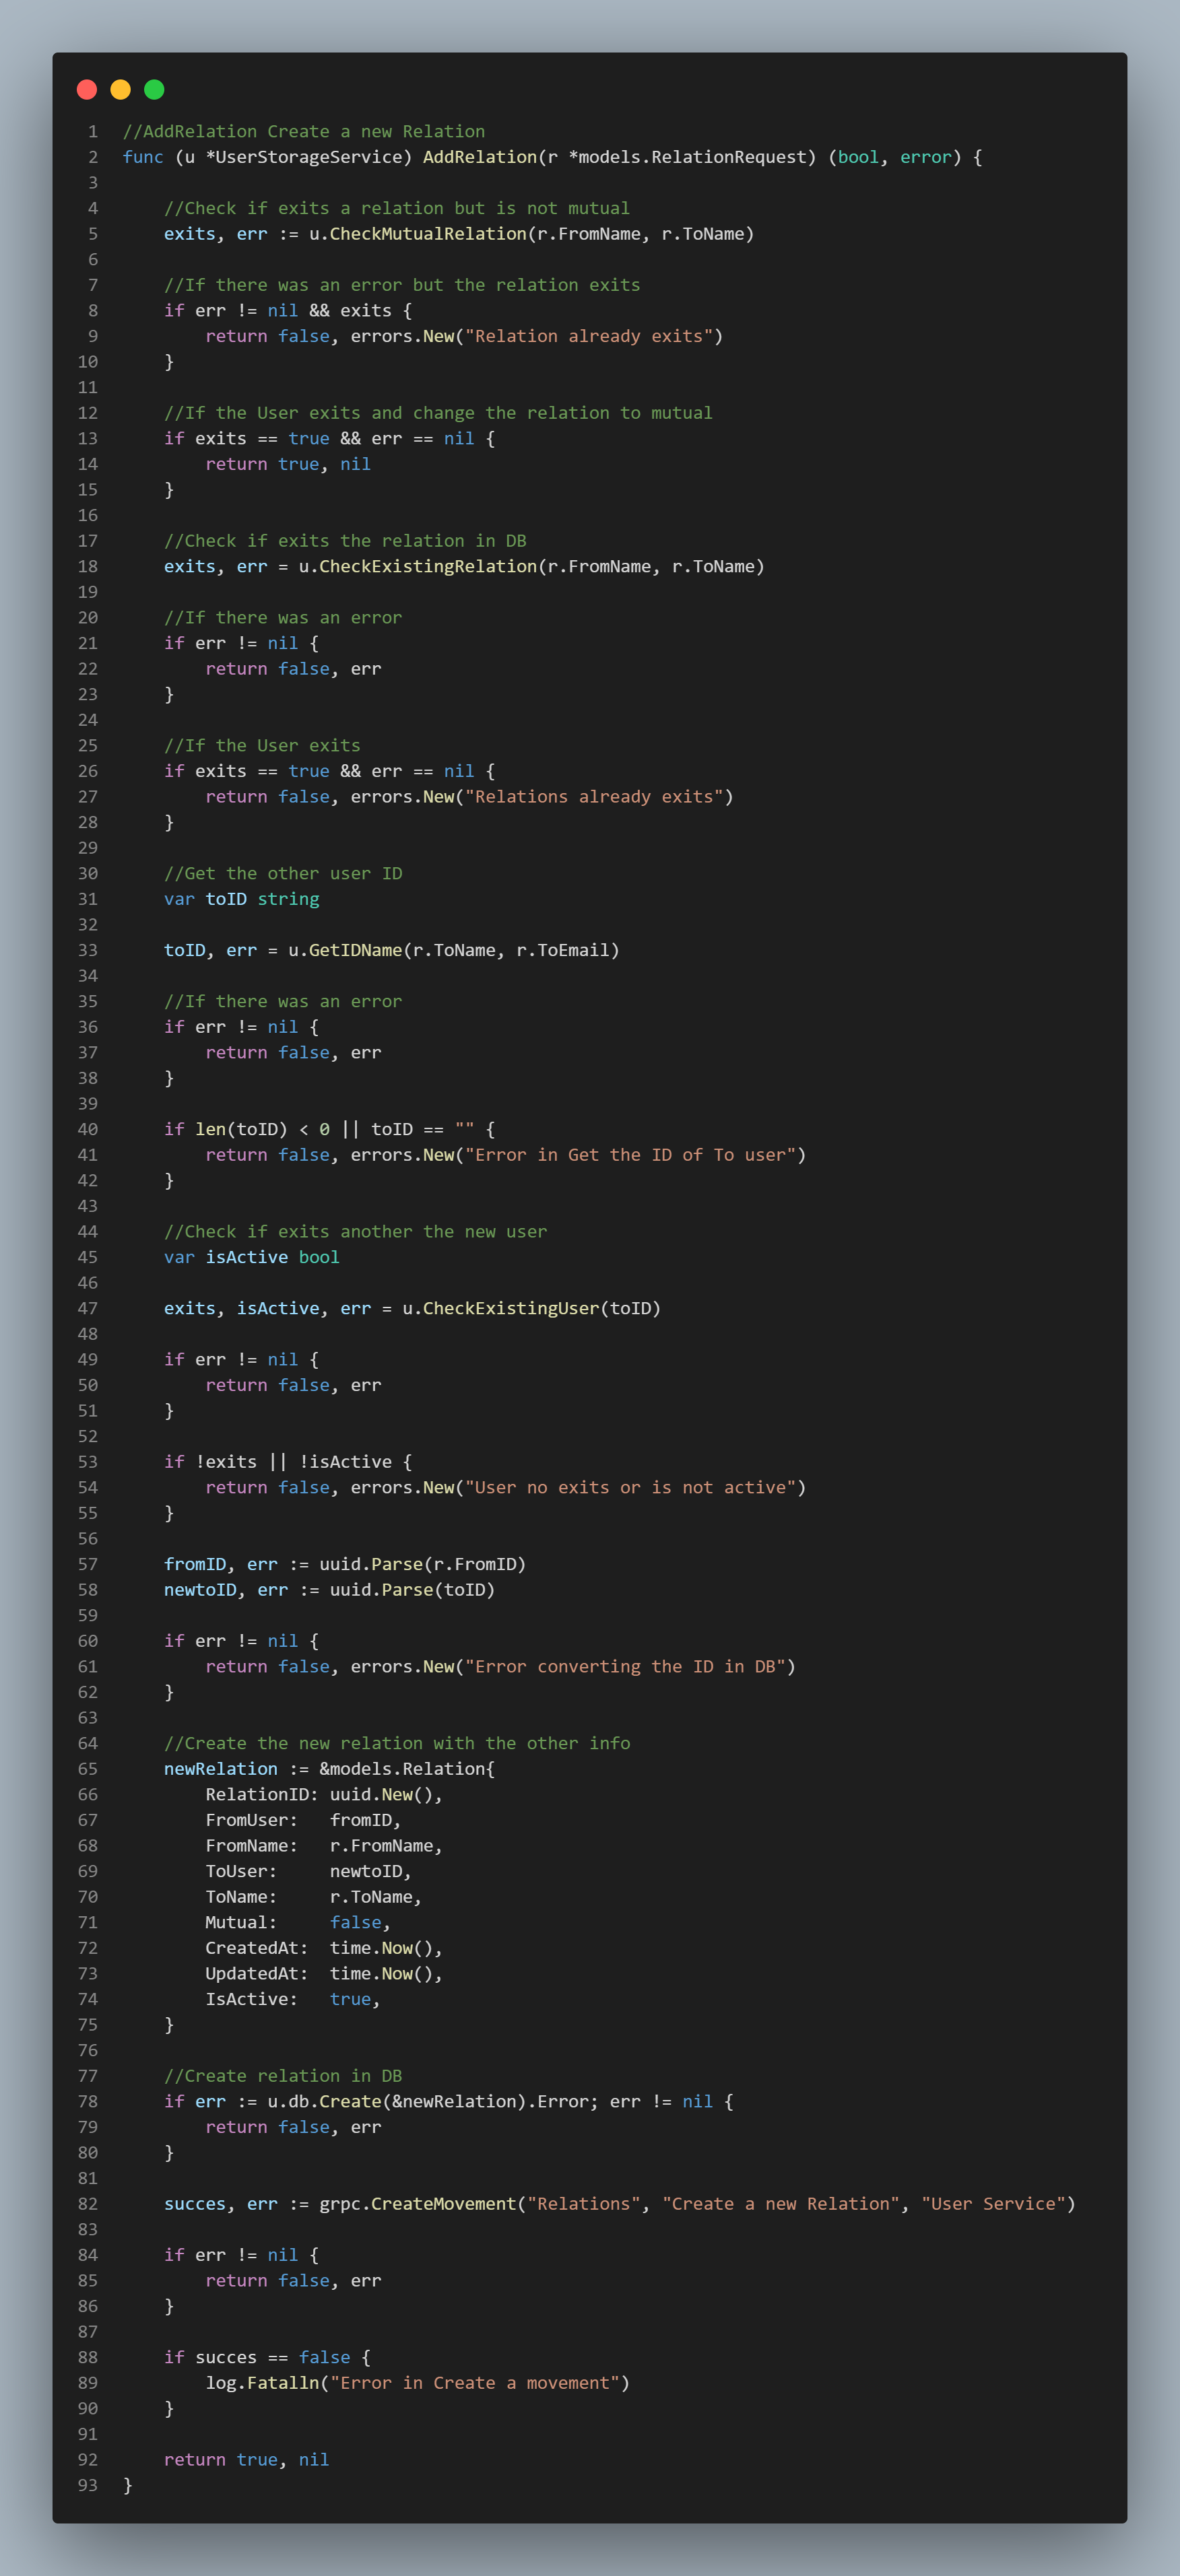 1 //AddRelation Create a new Relation
2 func (u *UserStorageService) AddRelation(r *models.RelationRequest) (bool, error) {
3
4     //Check if exits a relation but is not mutual
5     exits, err := u.CheckMutualRelation(r.FromName, r.ToName)
6
7     //If there was an error but the relation exits
8     if err != nil && exits {
9         return false, errors.New("Relation already exits")
10     }
11
12     //If the User exits and change the relation to mutual
13     if exits == true && err == nil {
14         return true, nil
15     }
16
17     //Check if exits the relation in DB
18     exits, err = u.CheckExistingRelation(r.FromName, r.ToName)
19
20     //If there was an error
21     if err != nil {
22         return false, err
23     }
24
25     //If the User exits
26     if exits == true && err == nil {
27         return false, errors.New("Relations already exits")
28     }
29
30     //Get the other user ID
31     var toID string
32
33     toID, err = u.GetIDName(r.ToName, r.ToEmail)
34
35     //If there was an error
36     if err != nil {
37         return false, err
38     }
39
40     if len(toID) < 0 || toID == "" {
41         return false, errors.New("Error in Get the ID of To user")
42     }
43
44     //Check if exits another the new user
45     var isActive bool
46
47     exits, isActive, err = u.CheckExistingUser(toID)
48
49     if err != nil {
50         return false, err
51     }
52
53     if !exits || !isActive {
54         return false, errors.New("User no exits or is not active")
55     }
56
57     fromID, err := uuid.Parse(r.FromID)
58     newtoID, err := uuid.Parse(toID)
59
60     if err != nil {
61         return false, errors.New("Error converting the ID in DB")
62     }
63
64     //Create the new relation with the other info
65     newRelation := &models.Relation{
66         RelationID: uuid.New(),
67         FromUser:   fromID,
68         FromName:   r.FromName,
69         ToUser:     newtoID,
70         ToName:     r.ToName,
71         Mutual:     false,
72         CreatedAt:  time.Now(),
73         UpdatedAt:  time.Now(),
74         IsActive:   true,
75     }
76
77     //Create relation in DB
78     if err := u.db.Create(&newRelation).Error; err != nil {
79         return false, err
80     }
81
82     succes, err := grpc.CreateMovement("Relations", "Create a new Relation", "User Service")
83
84     if err != nil {
85         return false, err
86     }
87
88     if succes == false {
89         log.Fatalln("Error in Create a movement")
90     }
91
92     return true, nil
93 }